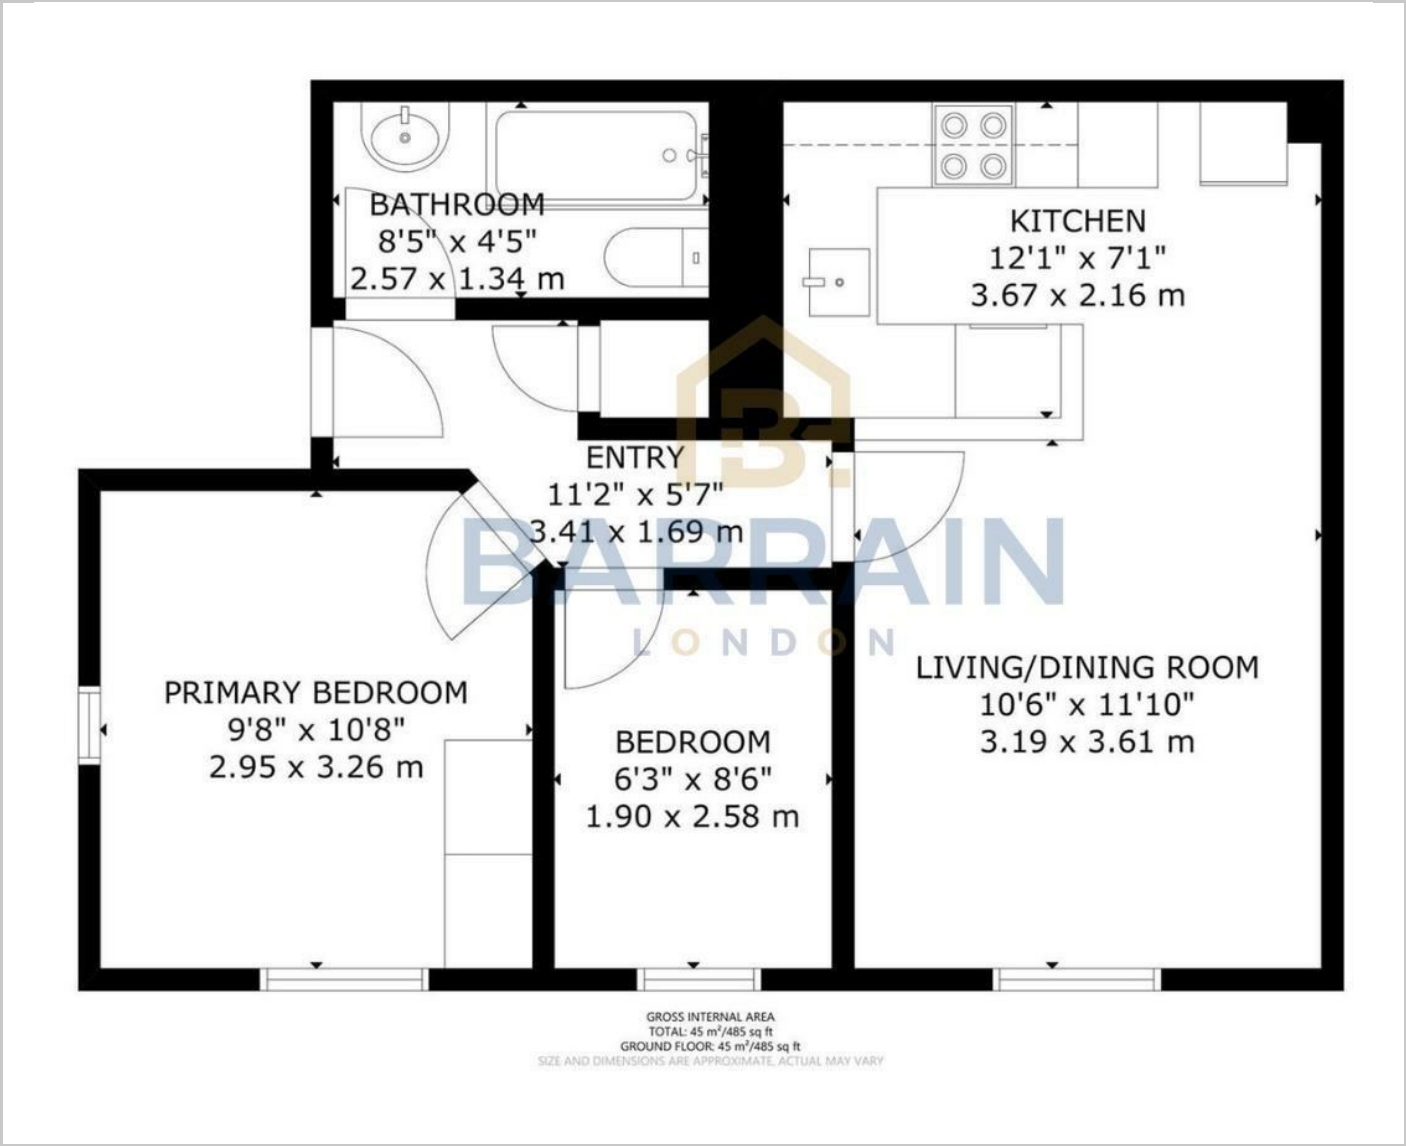 BATHROOM
8'5" x 4'5"
2.57 x 1.34 m
KITCHEN
12'1" x 7'1"
3.67 x 2.16 m
B
ENTRY
11'2" x 5'7"
3.41 x 1.69 m
BARRAIN
LONDON
PRIMARY BEDROOM
9'8" x 10'8"
2.95 x 3.26 m
BEDROOM
6'3" x 8'6"
1.90 x 2.58 m
LIVING/DINING ROOM
10'6" x 11'10"
3.19 x 3.61 m
GROSS INTERNAL AREA
TOTAL: 45 m²/485 sq ft
GROUND FLOOR: 45 m²/485 sq ft
SIZE AND DIMENSIONS ARE APPROXIMATE, ACTUAL MAY VARY